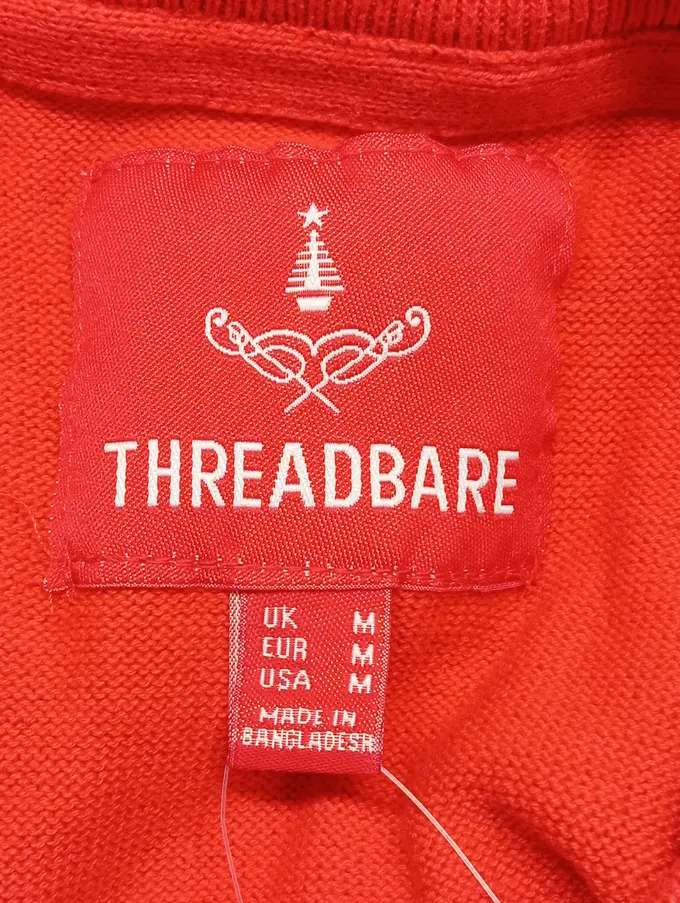 THREADBARE
UK M
EUR M
USA M
MADE IN
BANGLADESH